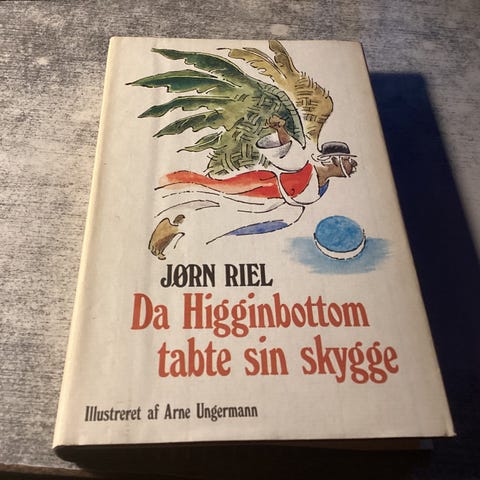 JØRN RIEL
Da Higginbottom
tabte sin skygge
Illustreret af Arne Ungermann